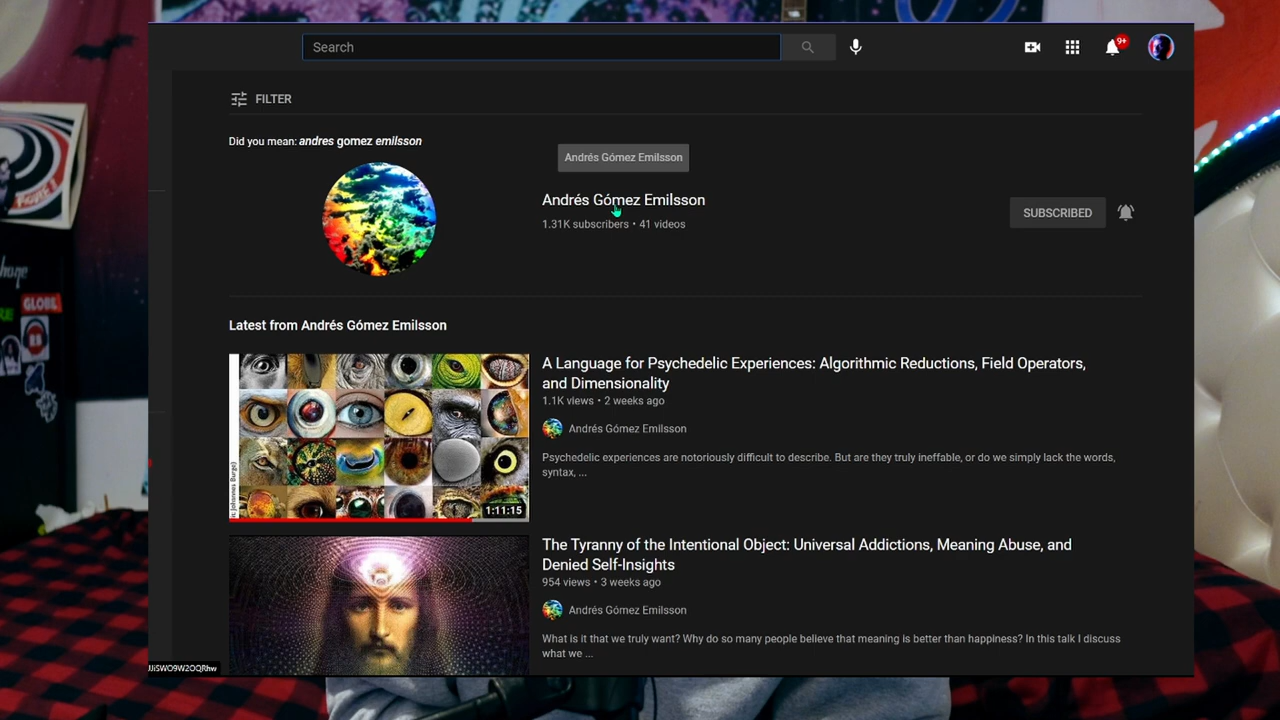 Search
9+
FILTER
Did you mean: andres gomez emilsson
Andrés Gómez Emilsson
Andrés Gómez Emilsson
SUBSCRIBED
1.31K subscribers • 41 videos
GLOBE
Latest from Andrés Gómez Emilsson
A Language for Psychedelic Experiences: Algorithmic Reductions, Field Operators,
and Dimensionality
1.1K views • 2 weeks ago
Andrés Gómez Emilsson
Psychedelic experiences are notoriously difficult to describe. But are they truly ineffable, or do we simply lack the words,
syntax, ...
1:11:15
The Tyranny of the Intentional Object: Universal Addictions, Meaning Abuse, and
Denied Self-Insights
954 views • 3 weeks ago
Andrés Gómez Emilsson
What is it that we truly want? Why do so many people believe that meaning is better than happiness? In this talk I discuss
what we ...